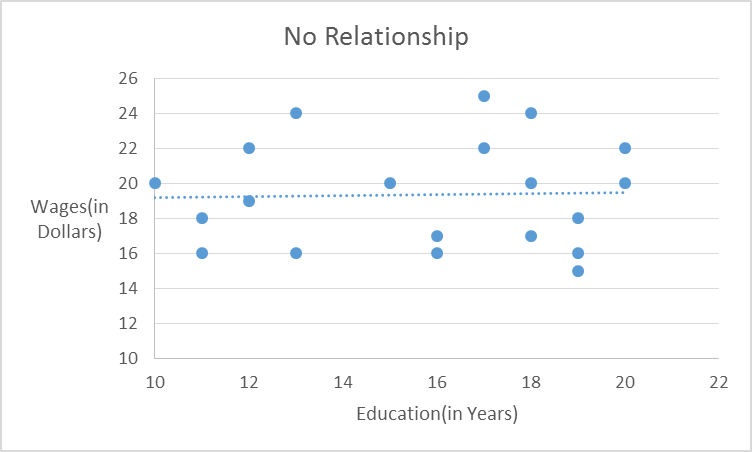 No Relationship
26
24
22
20
18
16
14
12
10
Wages(in
Dollars)
10 12 14 16 18 20 22
Education(in Years)